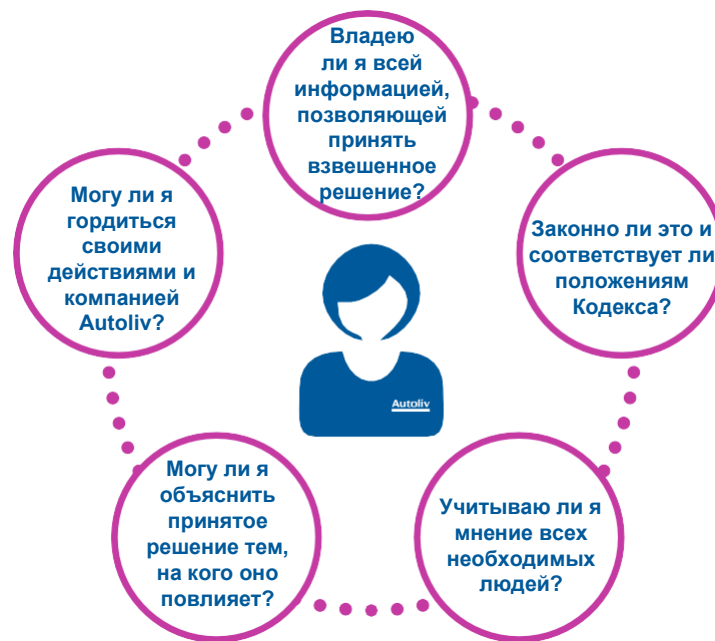 Владею
ли я всей
информацией,
позволяющей
принять
взвешенное
решение?
Законно ли это и
соответствует ли
положениям
Кодекса?
Учитываю ли я
мнение всех
необходимых
людей?
Могу ли я
объяснить
принятое
решение тем,
на кого оно
повлияет?
Могу ли я
гордиться
своими
действиями и
компанией
Autoliv?
Autoliv